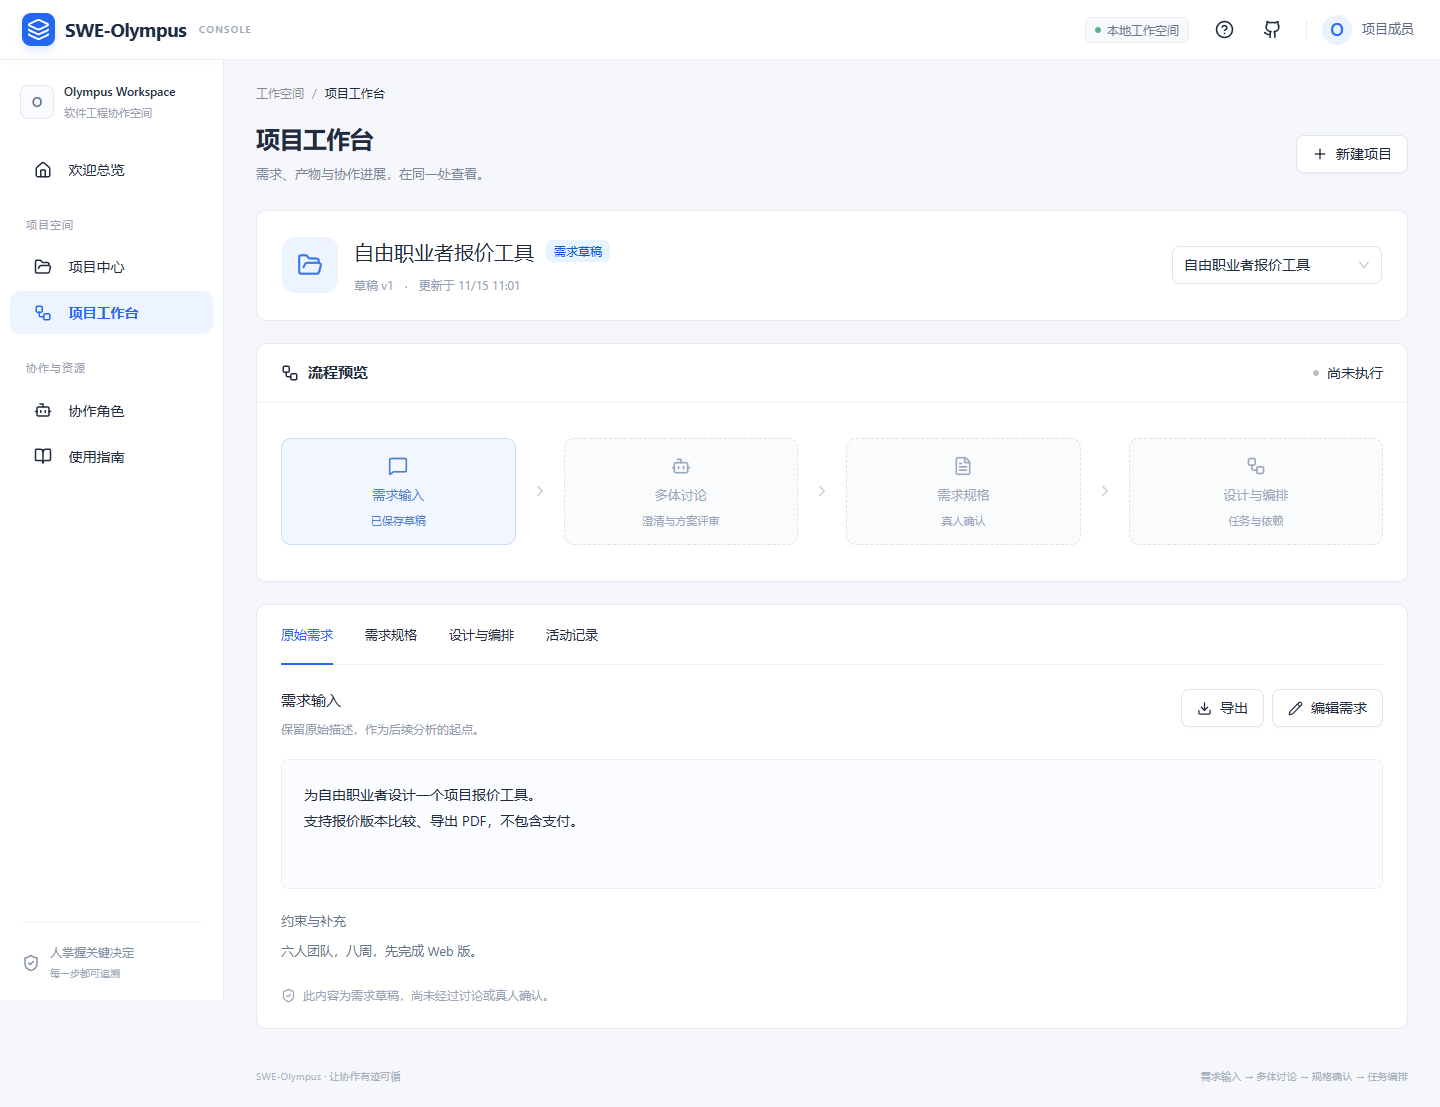 SWE-Olympus CONSOLE
本地工作空间
O 项目成员
O
Olympus Workspace
软件工程协作空间
欢迎总览
项目空间
项目中心
项目工作台
协作与资源
协作角色
使用指南
人掌握关键决定
每一步都可追溯
工作空间 / 项目工作台
项目工作台
需求、产物与协作进展，在同一处查看。
新建项目
自由职业者报价工具 需求草稿
草稿 v1 · 更新于 11/15 11:01
自由职业者报价工具
流程预览
尚未执行
需求输入
已保存草稿
多体讨论
澄清与方案评审
需求规格
真人确认
设计与编排
任务与依赖
原始需求 需求规格 设计与编排 活动记录
需求输入
保留原始描述，作为后续分析的起点。
导出
编辑需求
为自由职业者设计一个项目报价工具。
支持报价版本比较、导出 PDF，不包含支付。
约束与补充
六人团队，八周，先完成 Web 版。
此内容为需求草稿，尚未经过讨论或真人确认。
SWE-Olympus · 让协作有迹可循
需求输入 → 多体讨论 → 规格确认 → 任务编排